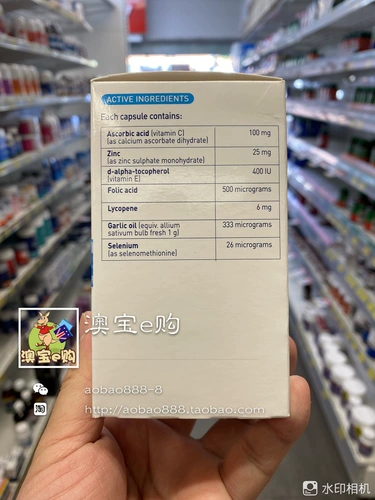 ACTIVE INGREDIENTS
Each capsule contains:
Ascorbic acid (vitamin C) 100 mg
(as calcium ascorbate dihydrate)
Zinc 25 mg
(as zinc sulphate monohydrate)
d-alpha-tocopherol 400 IU
(vitamin E)
Folic acid 500 micrograms
Lycopene 6 mg
Garlic oil (equiv. allium 333 micrograms
sativum bulb fresh 1 g)
Selenium 26 micrograms
(as selenomethionine)
澳宝e购
澳宝e购
aobao888-8
淘
http://aobao888.taobao.com
水印相机